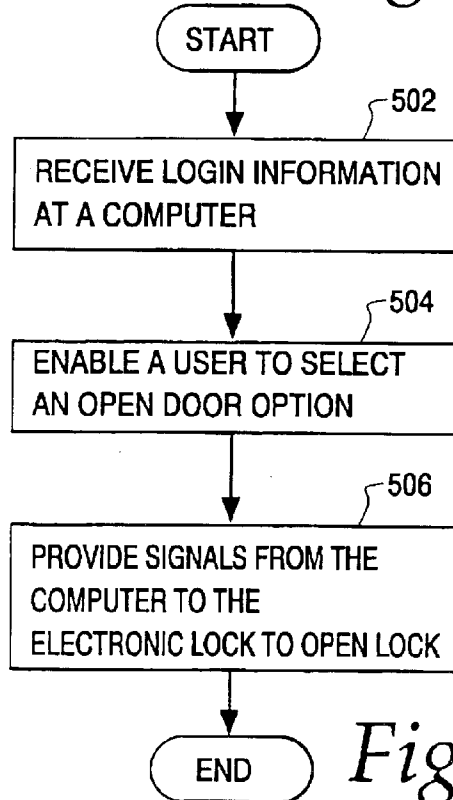 START
502
RECEIVE LOGIN INFORMATION
AT A COMPUTER
504
ENABLE A USER TO SELECT
AN OPEN DOOR OPTION
506
PROVIDE SIGNALS FROM THE
COMPUTER TO THE
ELECTRONIC LOCK TO OPEN LOCK
END
Fig